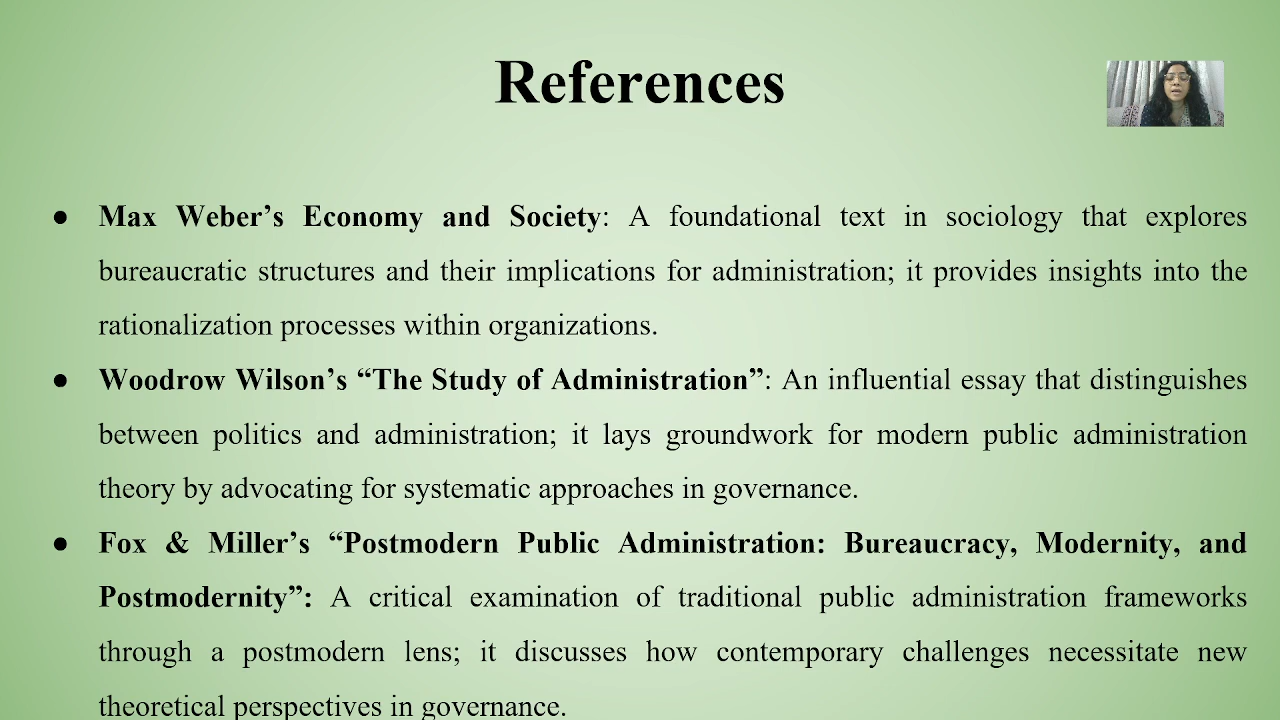 References
● Max Weber’s Economy and Society: A foundational text in sociology that explores
bureaucratic structures and their implications for administration; it provides insights into the
rationalization processes within organizations.
● Woodrow Wilson’s “The Study of Administration”: An influential essay that distinguishes
between politics and administration; it lays groundwork for modern public administration
theory by advocating for systematic approaches in governance.
● Fox & Miller’s “Postmodern Public Administration: Bureaucracy, Modernity, and
Postmodernity”: A critical examination of traditional public administration frameworks
through a postmodern lens; it discusses how contemporary challenges necessitate new
theoretical perspectives in governance.